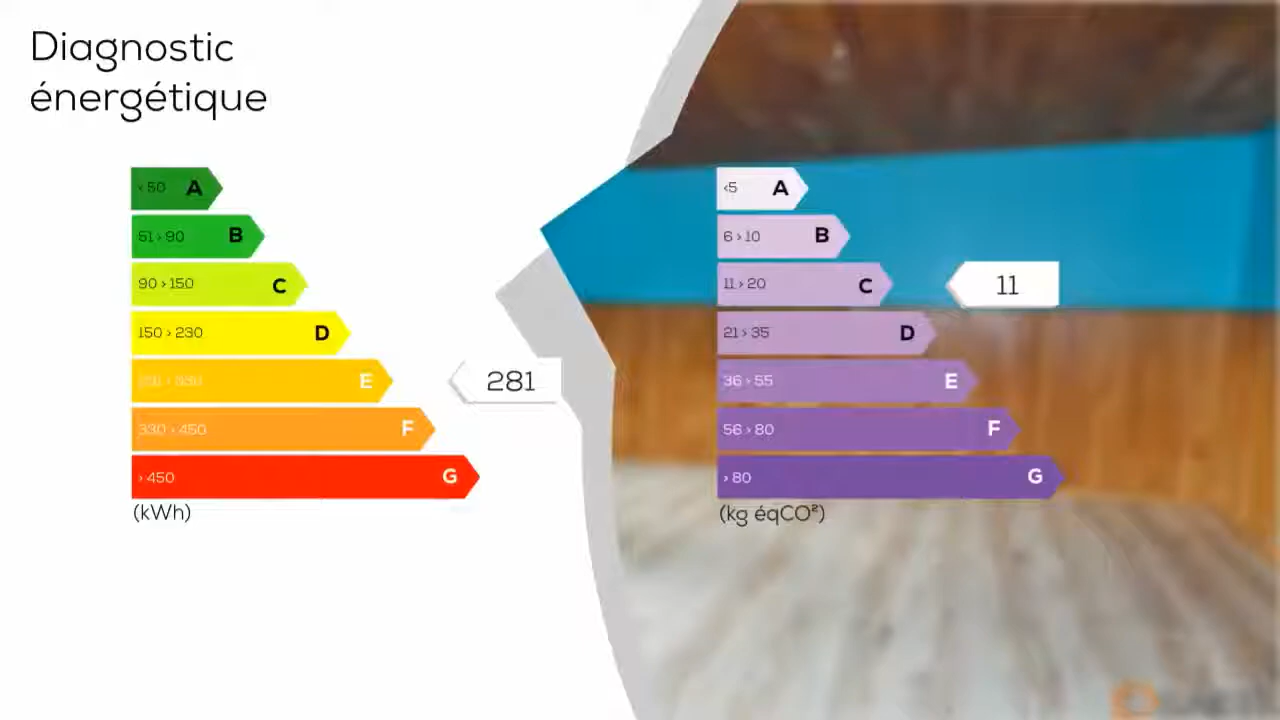 Diagnostic
énergétique
< 50 A
51 > 90 B
90 > 150 C
150 > 230 D
E
281
330 > 450 F
> 450 G
(kWh)
<5 A
6 > 10 B
11 > 20 C
11
21 > 35 D
36 > 55 E
56 > 80 F
> 80 G
(kg éqCO²)